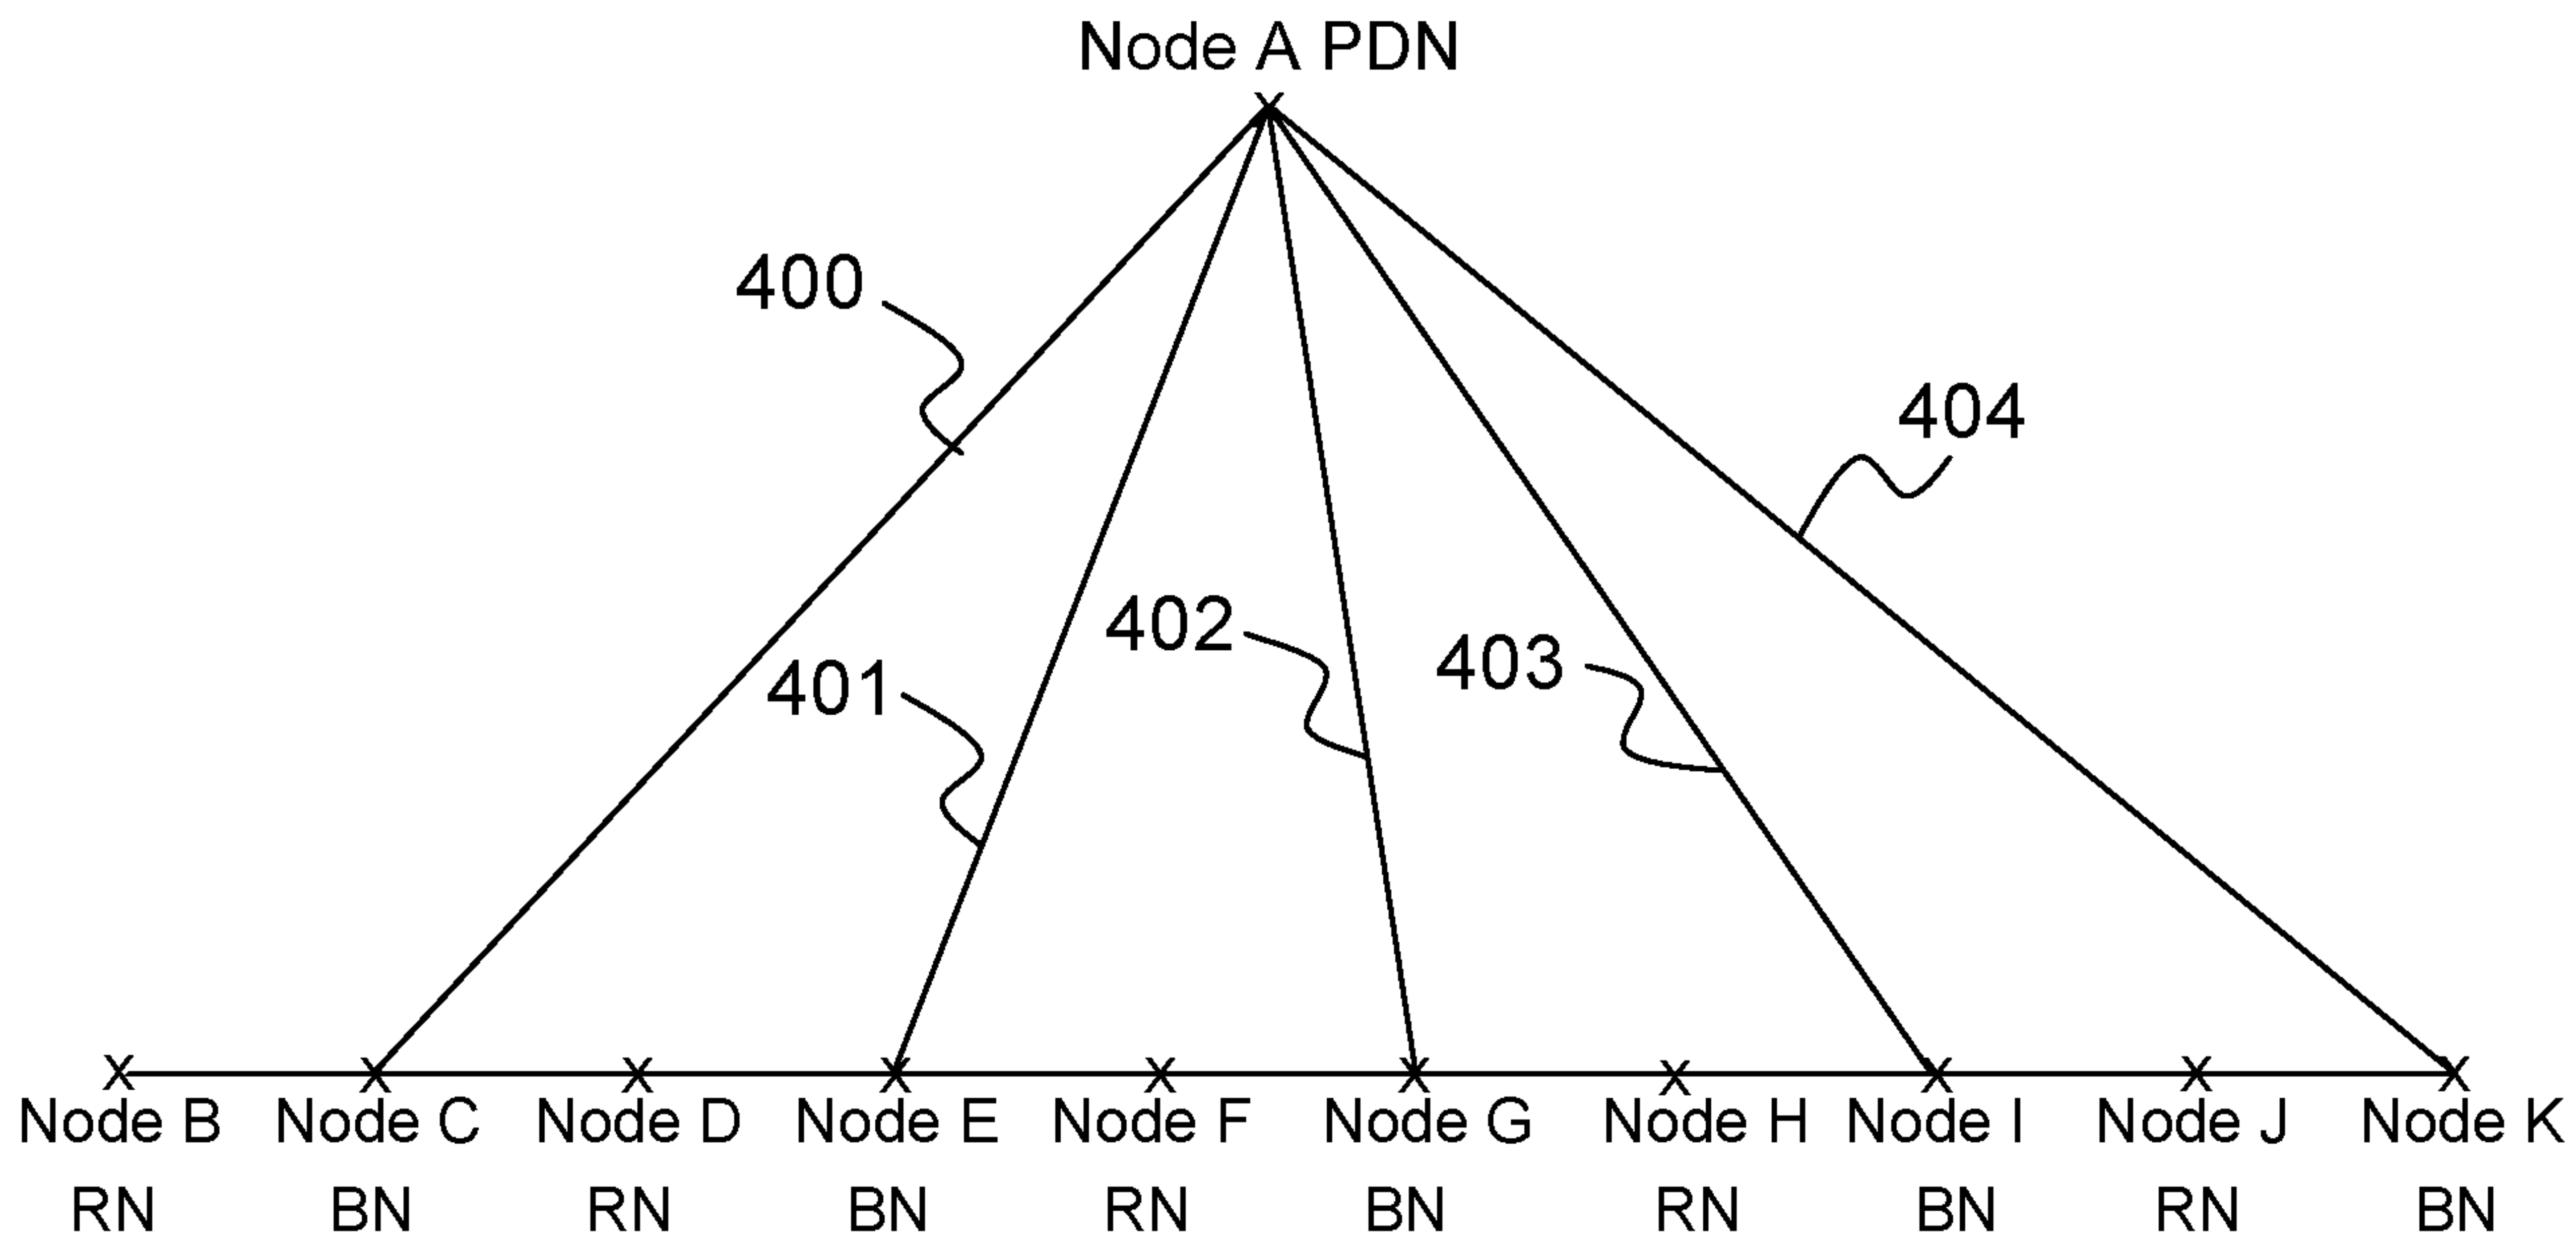 Node A PDN
400
404
402
403
401
Node B Node C Node D Node E Node F Node G Node H Node I Node J Node K
RN BN RN BN RN BN RN BN RN BN